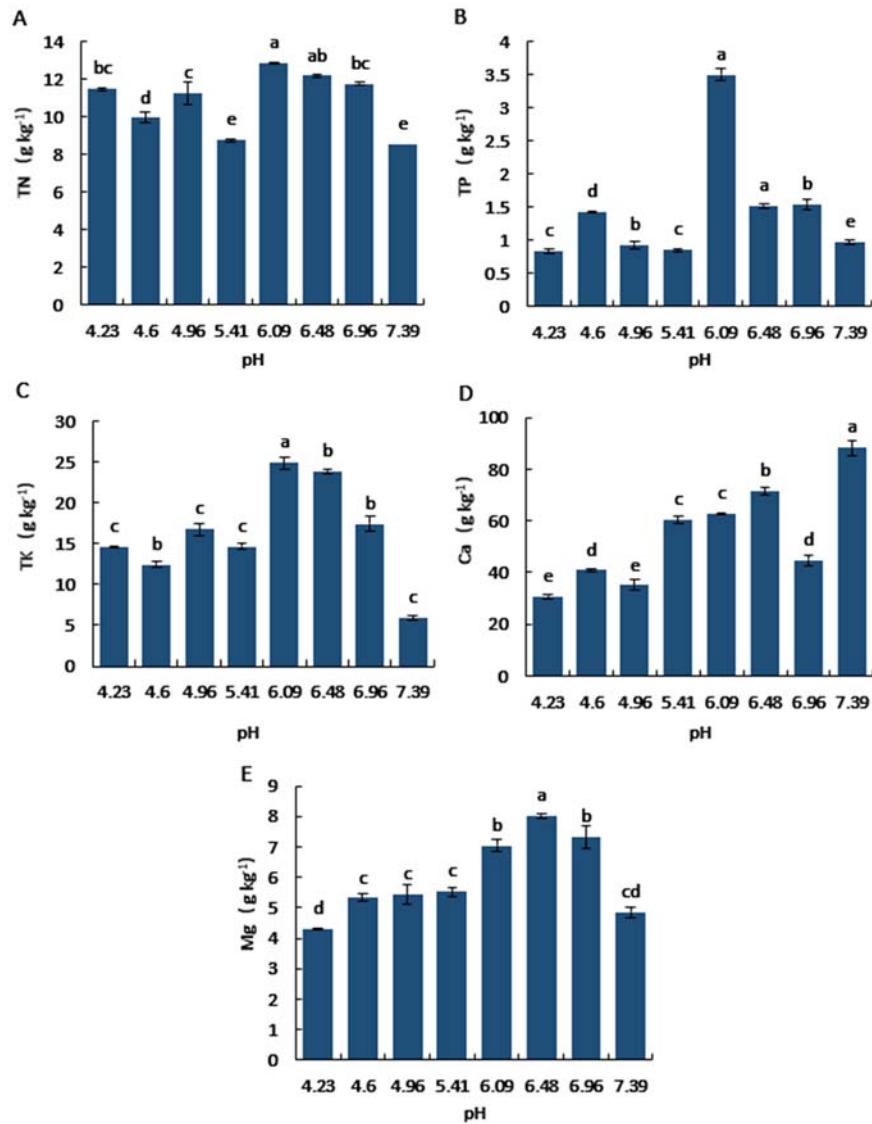 A
TN （g kg-1）
14
12
10
8
6
4
2
0
bc d c e a ab bc e
4.23 4.6 4.96 5.41 6.09 6.48 6.96 7.39
pH
B
TP （g kg-1）
4
3.5
3
2.5
2
1.5
1
0.5
0
c d b c a a b e
4.23 4.6 4.96 5.41 6.09 6.48 6.96 7.39
pH
C
TK （g kg-1）
30
25
20
15
10
5
0
c b c c a b b c
4.23 4.6 4.96 5.41 6.09 6.48 6.96 7.39
pH
D
Ca （g kg-1）
100
80
60
40
20
0
e d e c c b d a
4.23 4.6 4.96 5.41 6.09 6.48 6.96 7.39
pH
E
Mg （g kg-1）
9
8
7
6
5
4
3
2
1
0
d c c c b a b cd
4.23 4.6 4.96 5.41 6.09 6.48 6.96 7.39
pH